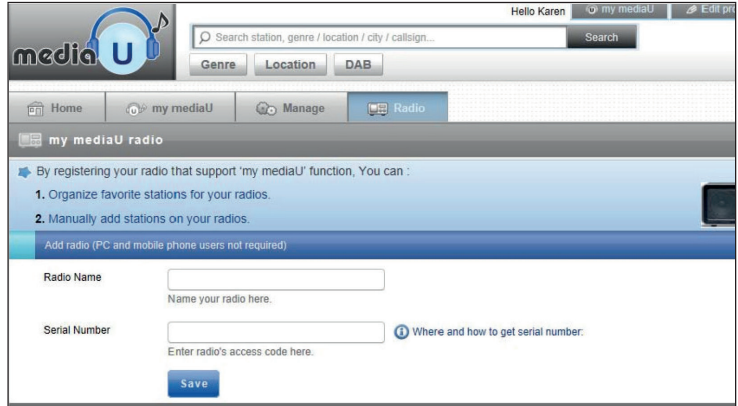 Hello Karen my mediaU Edit
media U
Search station, genre / location / city / callsign... Search
Genre Location DAB
Home my mediaU Manage Radio
my mediaU radio
By registering your radio that support 'my mediaU' function, You can :
1. Organize favorite stations for your radios.
2. Manually add stations on your radios.
Add radio (PC and mobile phone users not required)
Radio Name
Name your radio here.
Serial Number Where and how to get serial number:
Enter radio's access code here.
Save